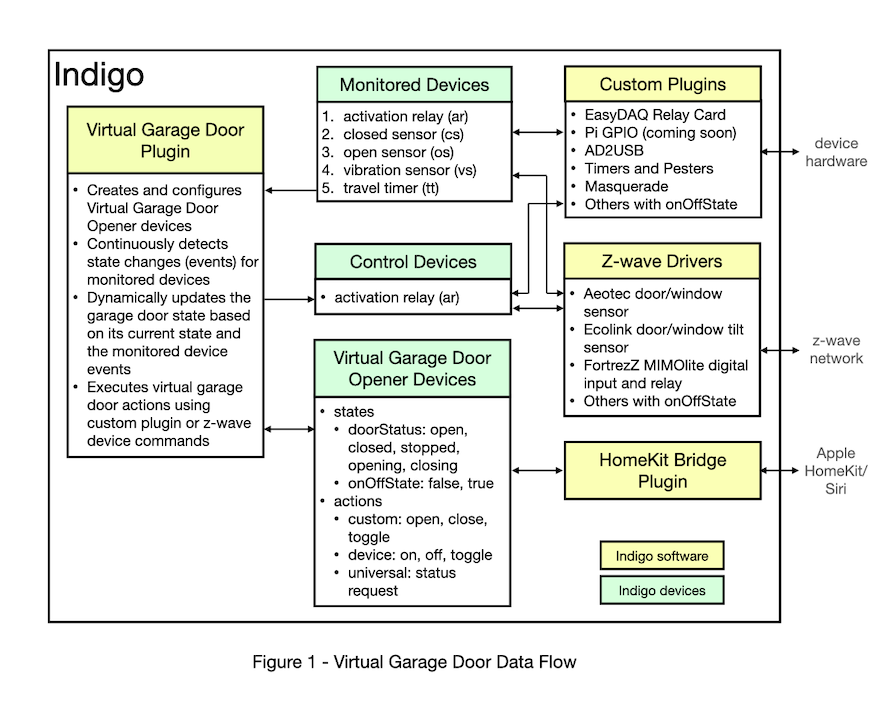 Indigo
Virtual Garage Door
Plugin
• Creates and configures
Virtual Garage Door
Opener devices
• Continuously detects
state changes (events) for
monitored devices
• Dynamically updates the
garage door state based
on its current state and
the monitored device
events
• Executes virtual garage
door actions using
custom plugin or z-wave
device commands
Monitored Devices
1. activation relay (ar)
2. closed sensor (cs)
3. open sensor (os)
4. vibration sensor (vs)
5. travel timer (tt)
Control Devices
• activation relay (ar)
Virtual Garage Door
Opener Devices
• states
• doorStatus: open,
closed, stopped,
opening, closing
• onOffState: false, true
• actions
• custom: open, close,
toggle
• device: on, off, toggle
• universal: status
request
Custom Plugins
• EasyDAQ Relay Card
• Pi GPIO (coming soon)
• AD2USB
• Timers and Pesters
• Masquerade
• Others with onOffState
Z-wave Drivers
• Aeotec door/window
sensor
• Ecolink door/window tilt
sensor
• FortrezZ MIMOlite digital
input and relay
• Others with onOffState
HomeKit Bridge
Plugin
device
hardware
z-wave
network
Apple
HomeKit/
Siri
Indigo software
Indigo devices
Figure 1 - Virtual Garage Door Data Flow